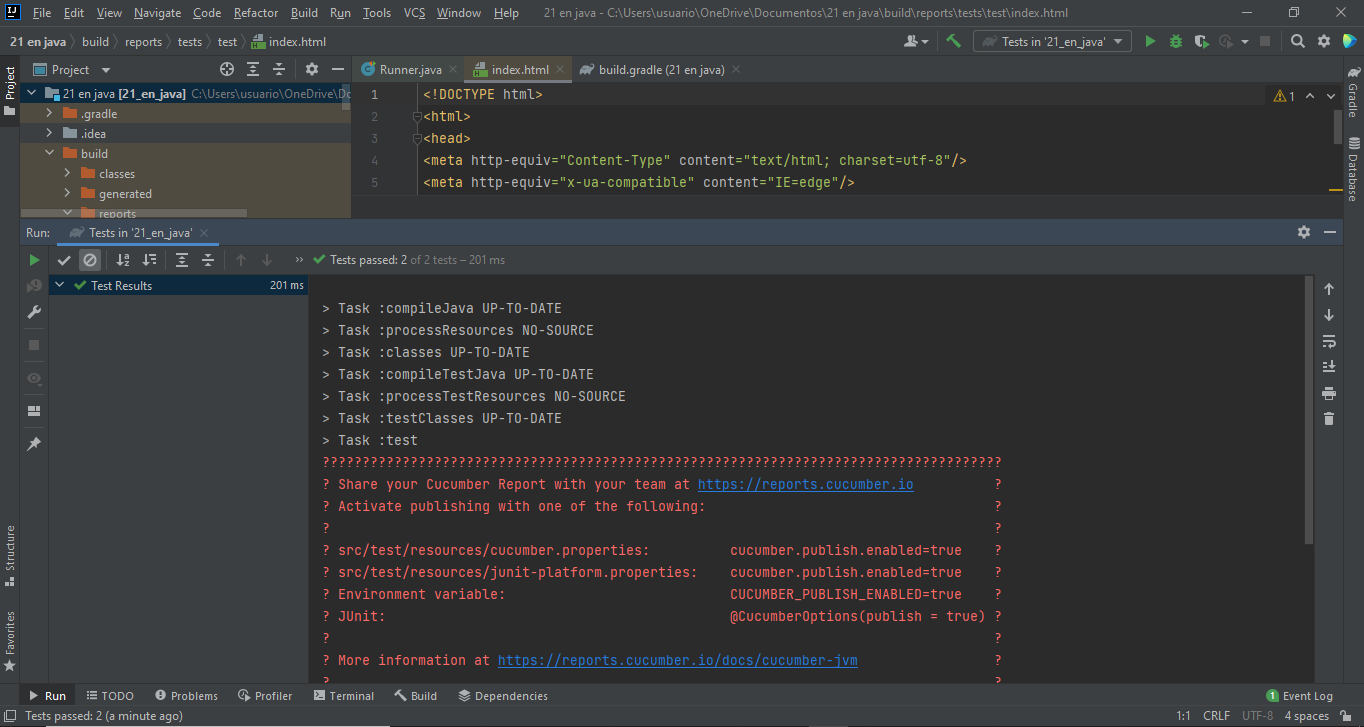 File Edit View Navigate Code Refactor Build Run Tools VCS Window Help 21 en java - C:\Users\usuario\OneDrive\Documentos\21 en java\build\reports\tests\test\index.html
21 en java build reports tests test index.html Tests in '21_en_java'
Project Project Runner.java index.html build.gradle (21 en java) Gradle
21 en java [21_en_java] C:\Users\usuario\OneDrive\Do 1 <!DOCTYPE html> 1
.gradle 2 <html>
.idea 3 <head>
build 4 <meta http-equiv="Content-Type" content="text/html; charset=utf-8"/> Database
classes 5 <meta http-equiv="x-ua-compatible" content="IE=edge"/>
generated
reports
Run: Tests in '21_en_java'
Tests passed: 2 of 2 tests – 201 ms
Test Results 201 ms
> Task :compileJava UP-TO-DATE
> Task :processResources NO-SOURCE
> Task :classes UP-TO-DATE
> Task :compileTestJava UP-TO-DATE
> Task :processTestResources NO-SOURCE
> Task :testClasses UP-TO-DATE
> Task :test
?????????????????????????????????????????????????????????????????????????????????????
? Share your Cucumber Report with your team at https://reports.cucumber.io ?
? Activate publishing with one of the following: ?
? ?
? src/test/resources/cucumber.properties: cucumber.publish.enabled=true ?
? src/test/resources/junit-platform.properties: cucumber.publish.enabled=true ?
? Environment variable: CUCUMBER_PUBLISH_ENABLED=true ?
? JUnit: @CucumberOptions(publish = true) ?
? ?
? More information at https://reports.cucumber.io/docs/cucumber-jvm ?
? ?
Structure
Favorites
Run TODO Problems Profiler Terminal Build Dependencies 1 Event Log
Tests passed: 2 (a minute ago) 1:1 CRLF UTF-8 4 spaces